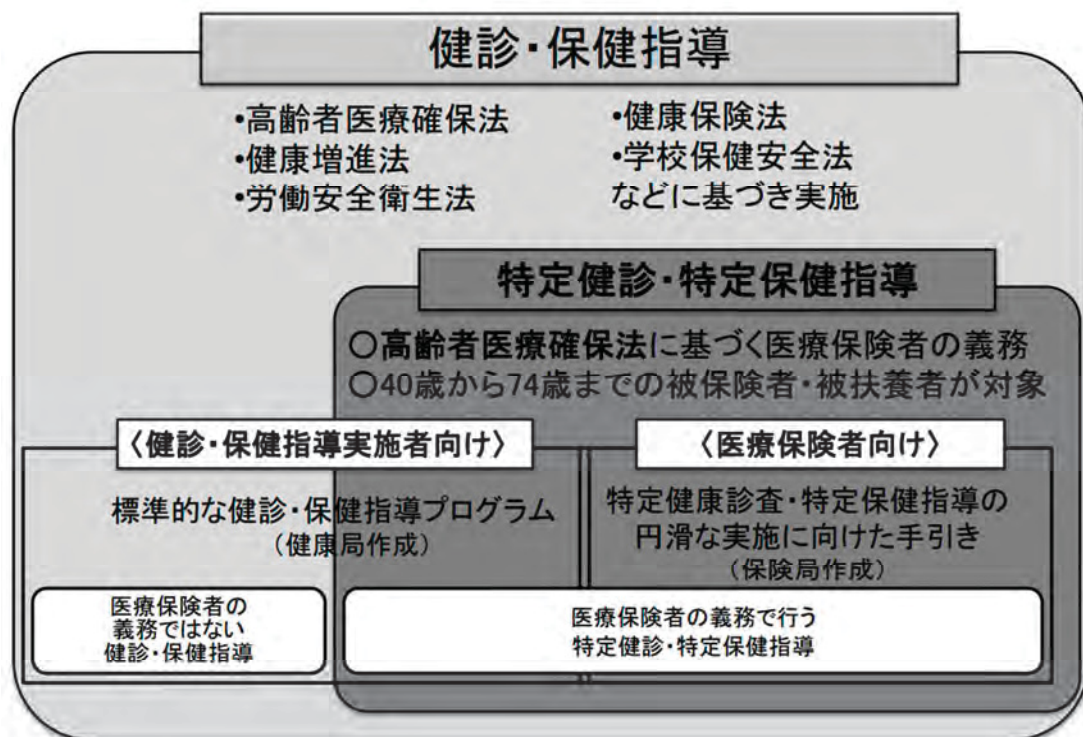 健診・保健指導
•高齢者医療確保法
•健康増進法
•労働安全衛生法
•健康保険法
•学校保健安全法
などに基づき実施
特定健診・特定保健指導
○高齢者医療確保法に基づく医療保険者の義務
○40歳から74歳までの被保険者・被扶養者が対象
〈健診・保健指導実施者向け〉
標準的な健診・保健指導プログラム
（健康局作成）
〈医療保険者向け〉
特定健康診査・特定保健指導の
円滑な実施に向けた手引き
（保険局作成）
医療保険者の
義務ではない
健診・保健指導
医療保険者の義務で行う
特定健診・特定保健指導